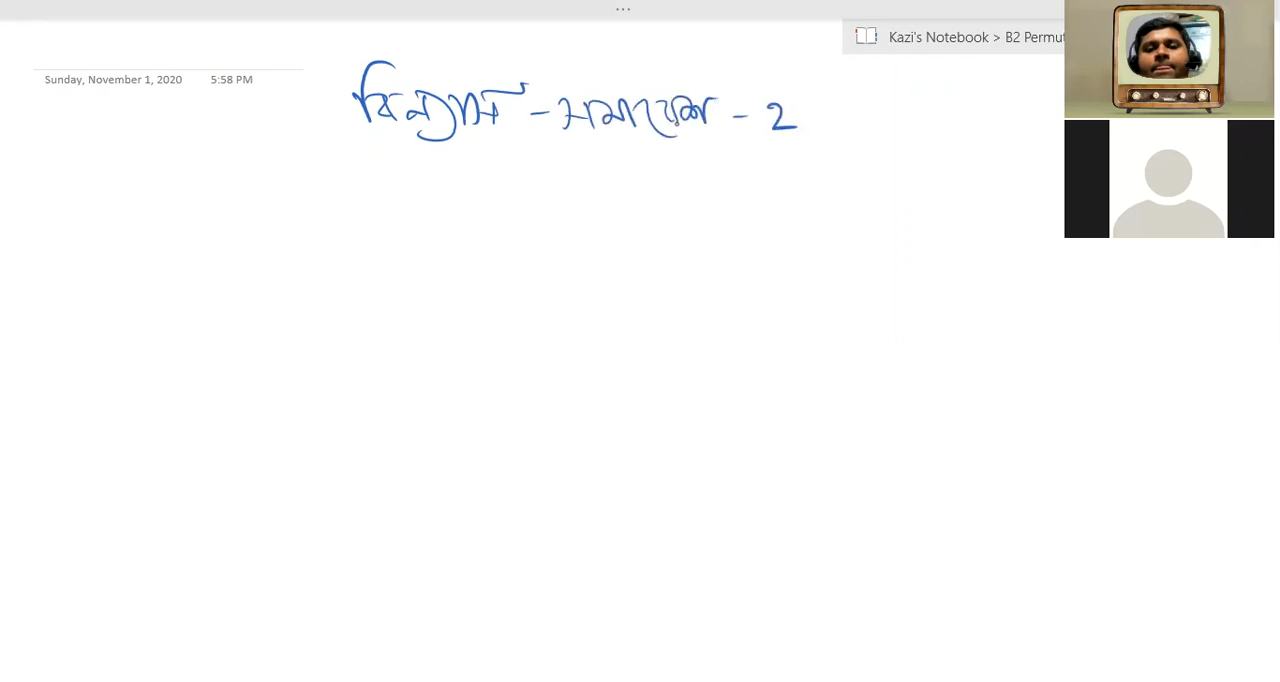 ...
Kazi's Notebook > B2 Permut
Sunday, November 1, 2020 5:58 PM
বিন্যাস - সমাবেশ - 2